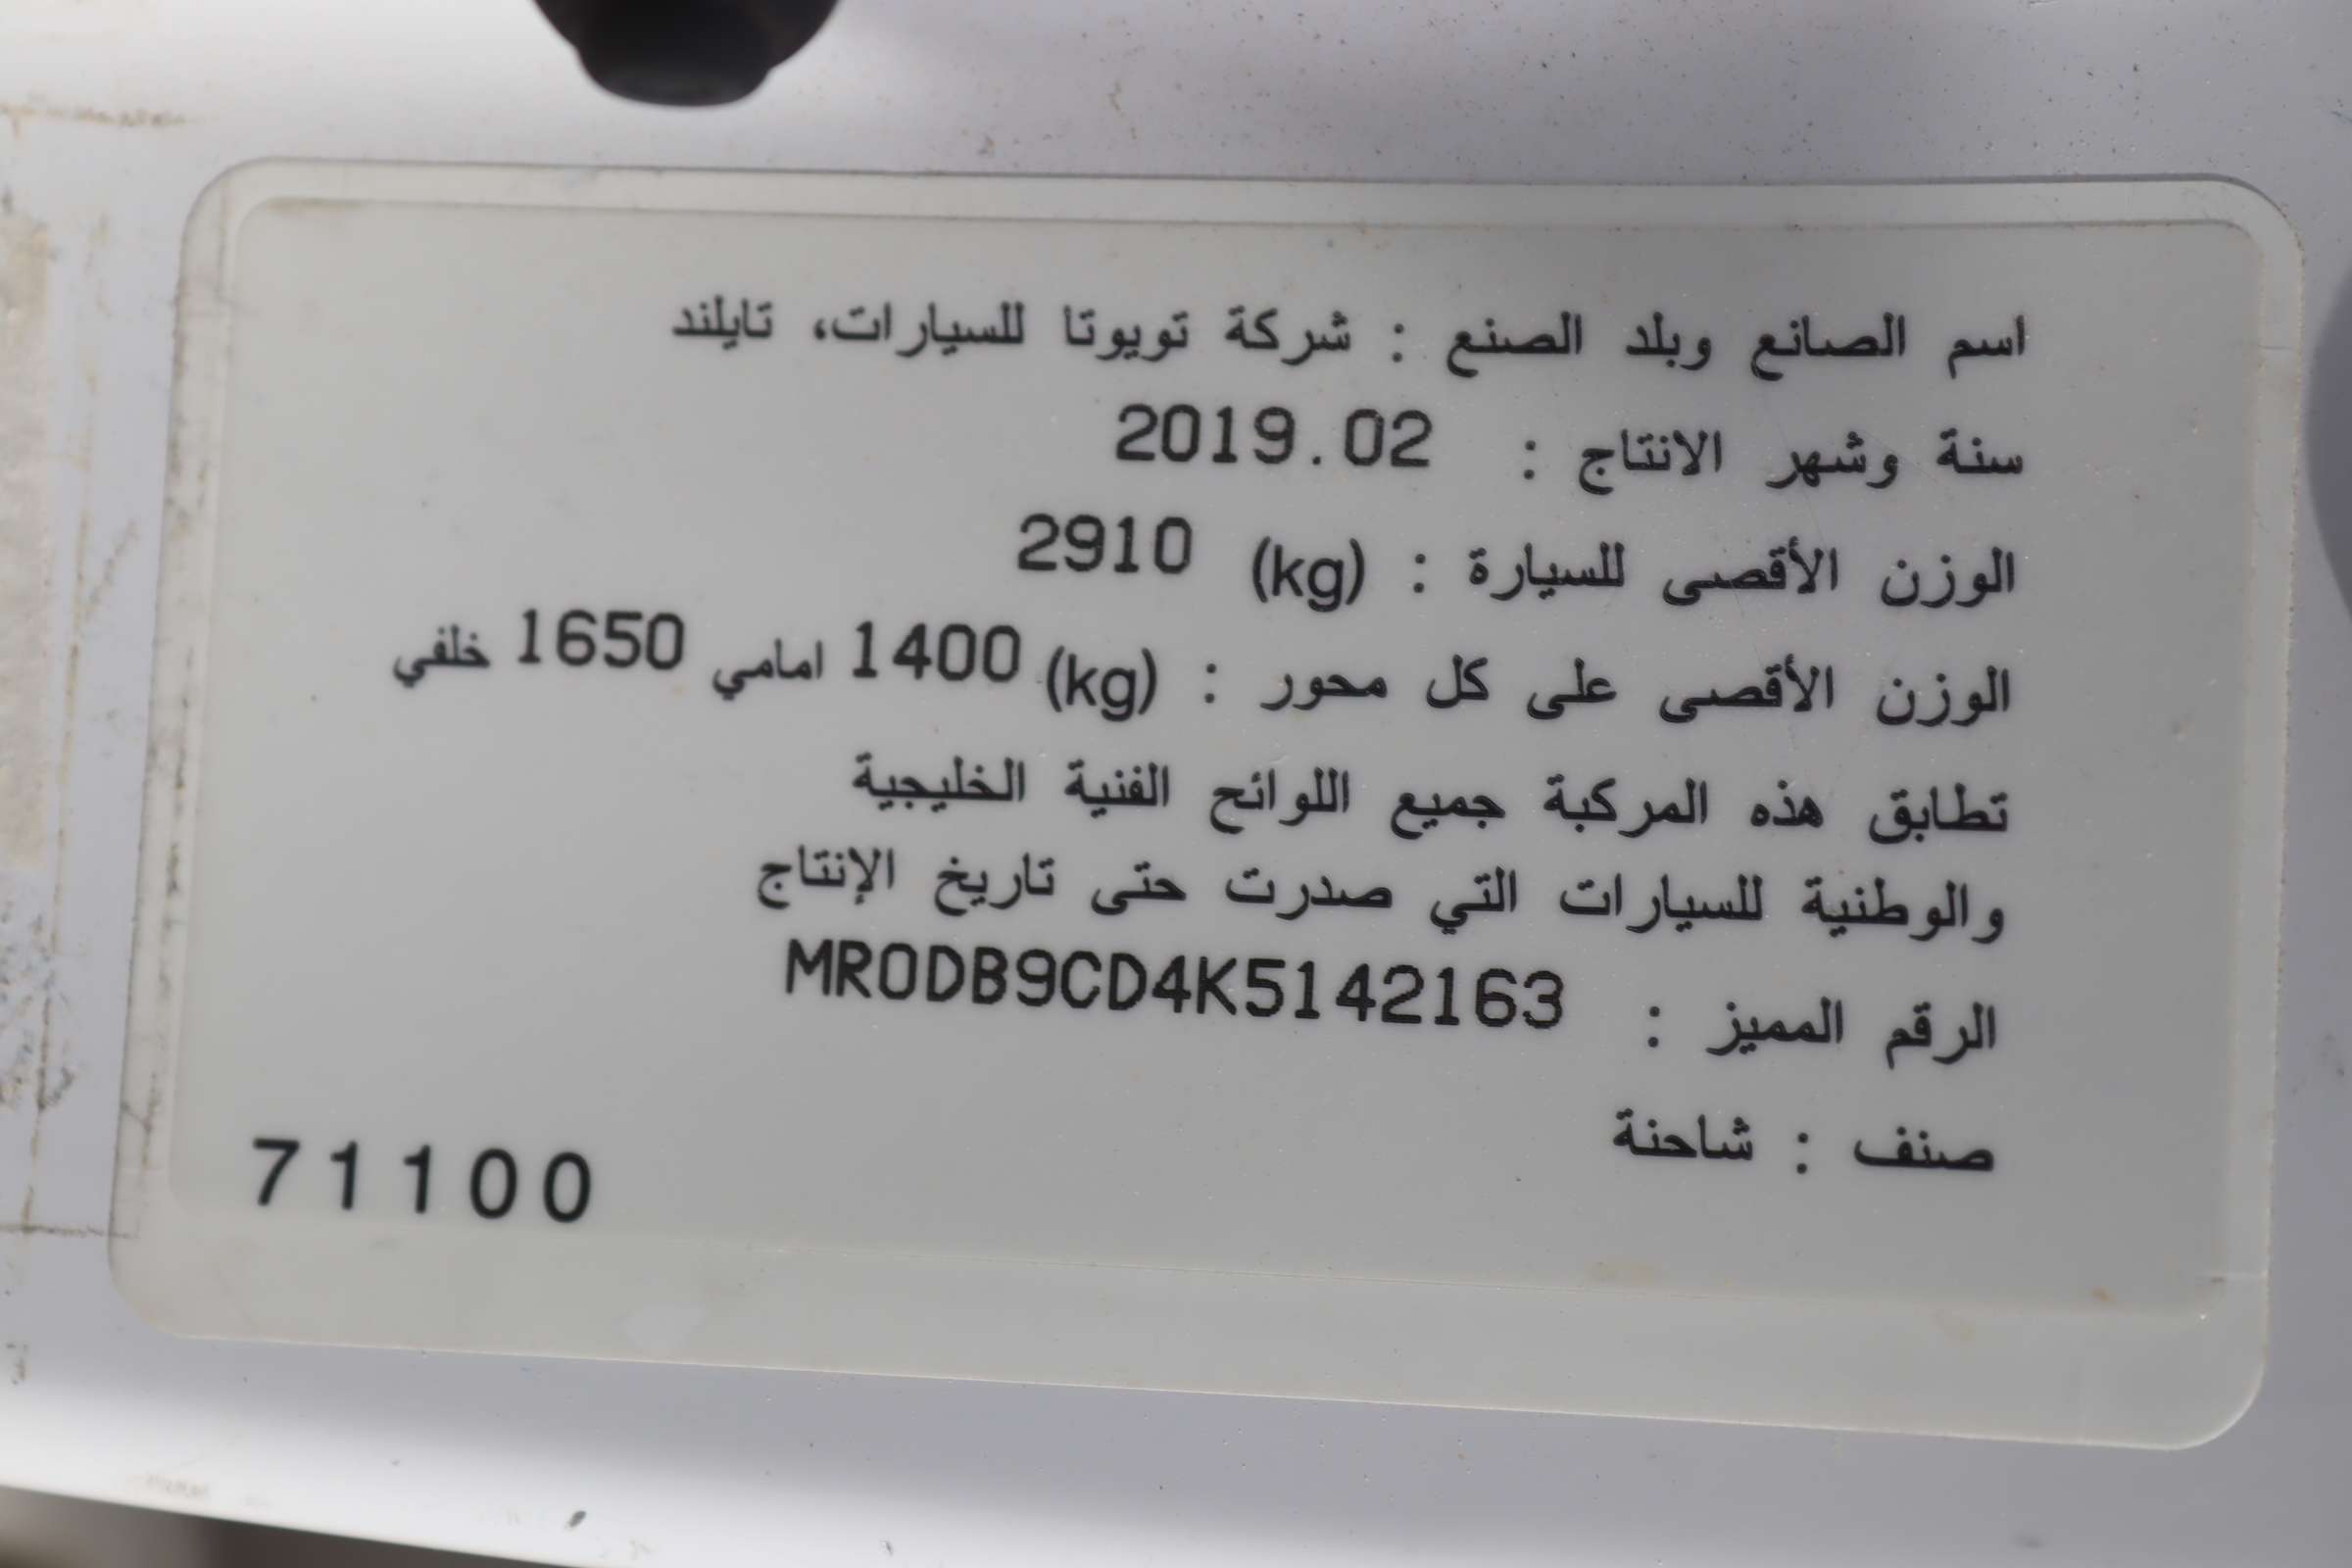 اسم الصانع وبلد الصنع : شركة تويوتا للسيارات، تايلند
سنة وشهر الانتاج : 2019.02
الوزن الأقصى للسيارة : (kg) 2910
الوزن الأقصى على كل محور : (kg) 1400 امامي 1650 خلفي
تطابق هذه المركبة جميع اللوائح الفنية الخليجية
والوطنية للسيارات التي صدرت حتى تاريخ الإنتاج
الرقم المميز : MR0DB9CD4K5142163
صنف : شاحنة
71100